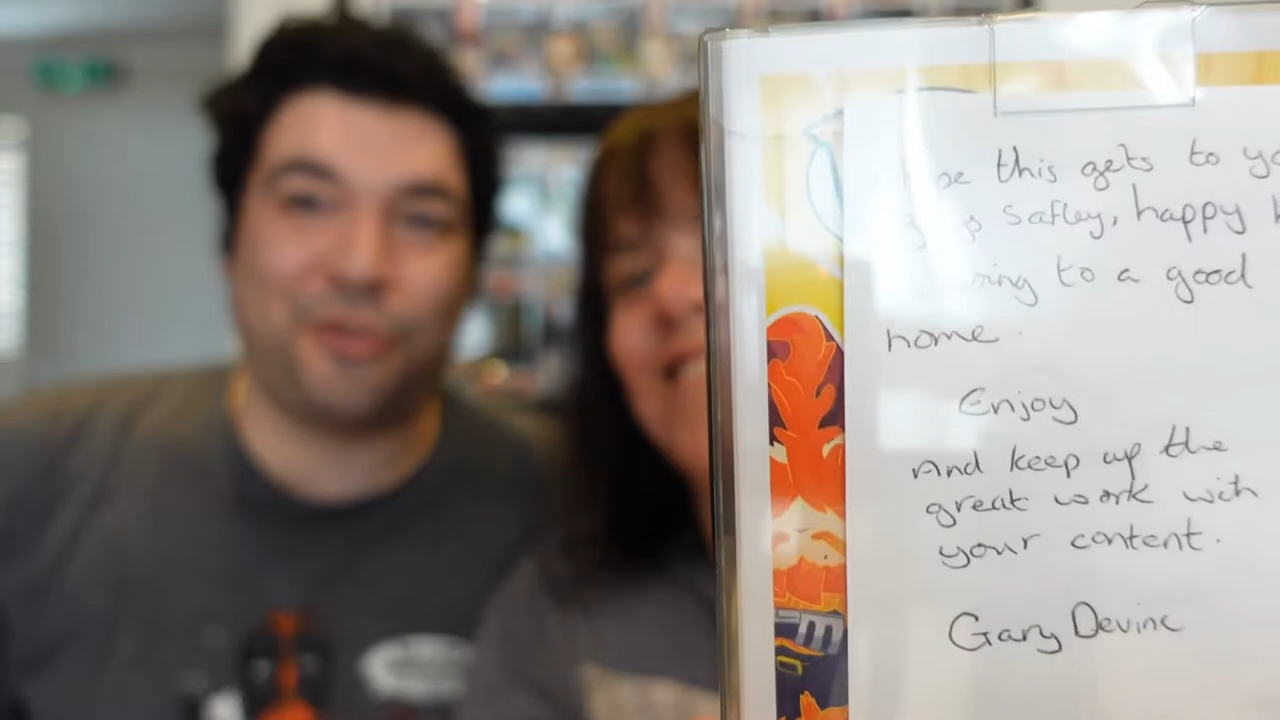 this gets to
Safley, happy
to a good
home.
Enjoy
And keep up the
great work with
your content.
Gary Devine